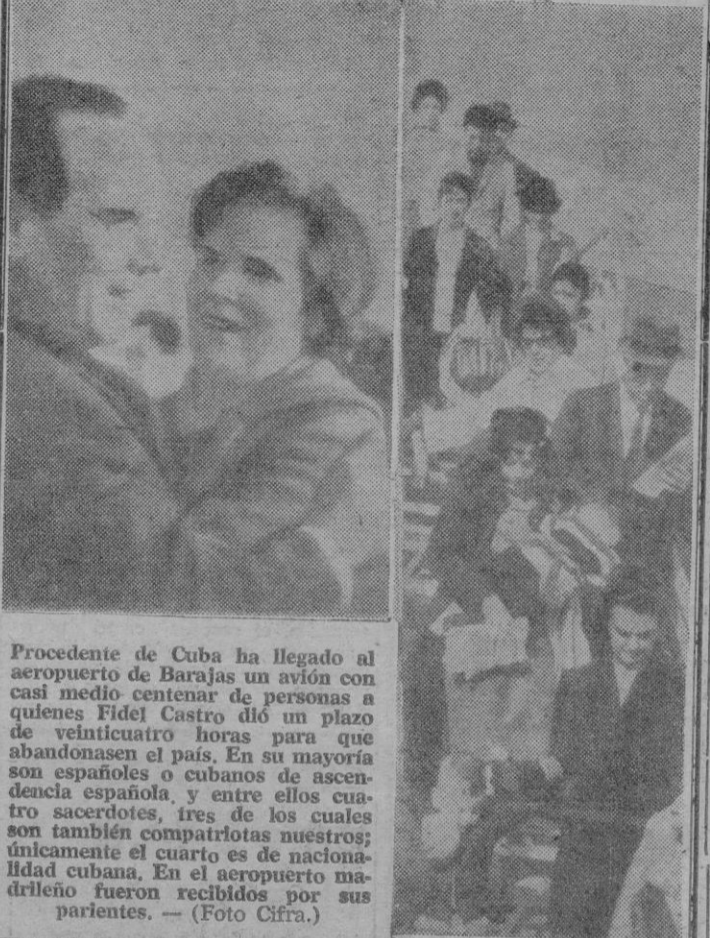 Procedente de Cuba ha llegado al
aeropuerto de Barajas un avión con
casi medio centenar de personas a
quienes Fidel Castro dió un plazo
de veinticuatro horas para que
abandonasen el país. En su mayoría
son españoles o cubanos de ascen-
dencia española, y entre ellos cua-
tro sacerdotes, tres de los cuales
son también compatriotas nuestros;
únicamente el cuarto es de naciona-
lidad cubana. En el aeropuerto ma-
drileño fueron recibidos por sus
parientes. — (Foto Cifra.)